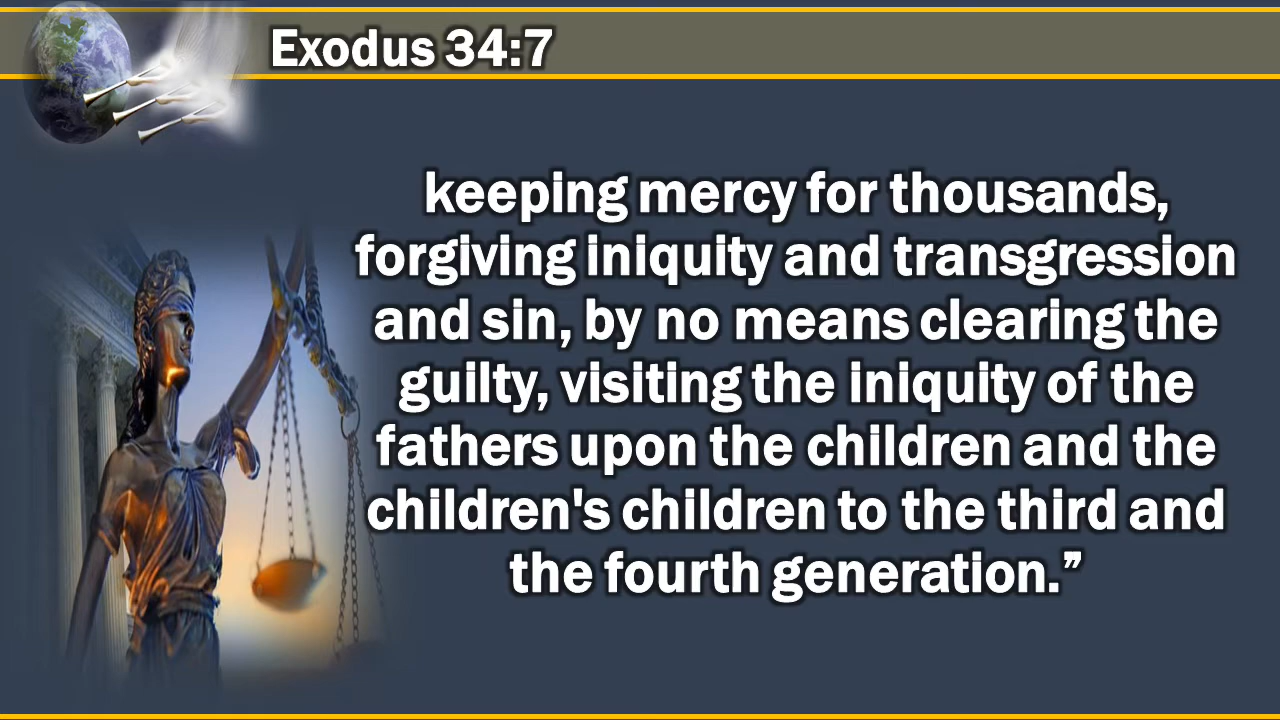 Exodus 34:7
keeping mercy for thousands,
forgiving iniquity and transgression
and sin, by no means clearing the
guilty, visiting the iniquity of the
fathers upon the children and the
children's children to the third and
the fourth generation.”